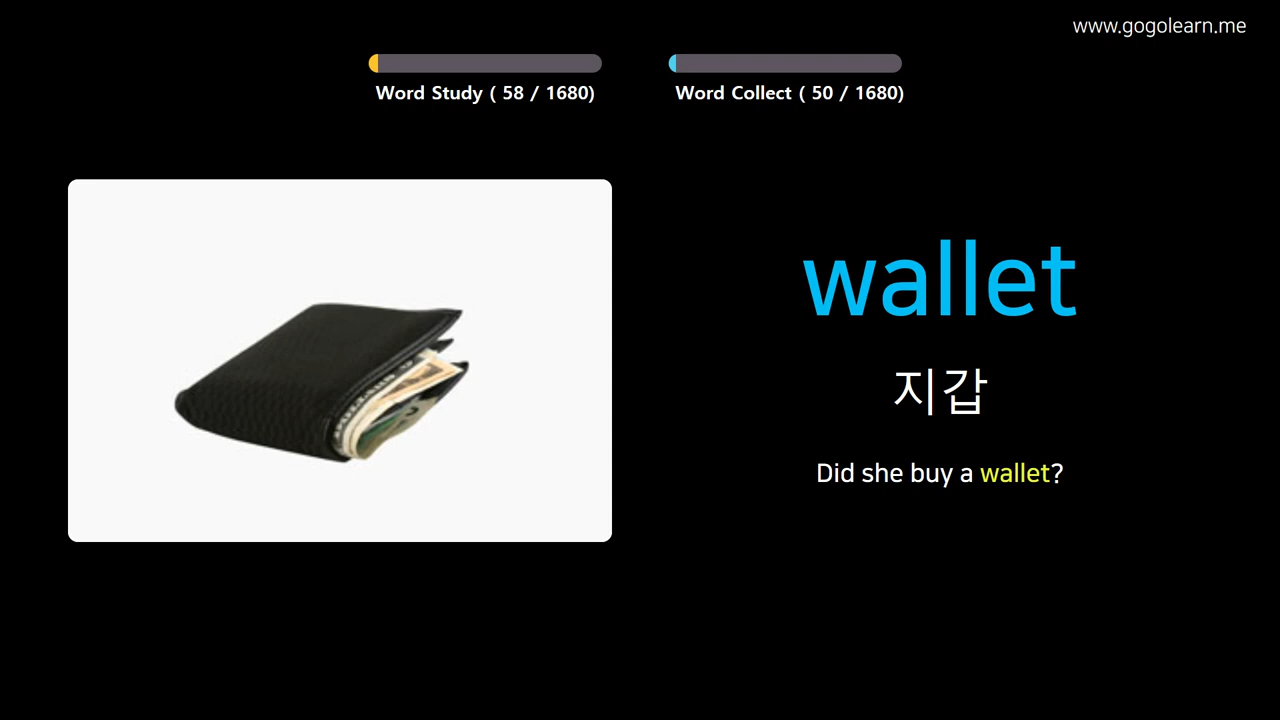 www.gogolearn.me
Word Study ( 58 / 1680)
Word Collect ( 50 / 1680)
wallet
지갑
Did she buy a wallet?